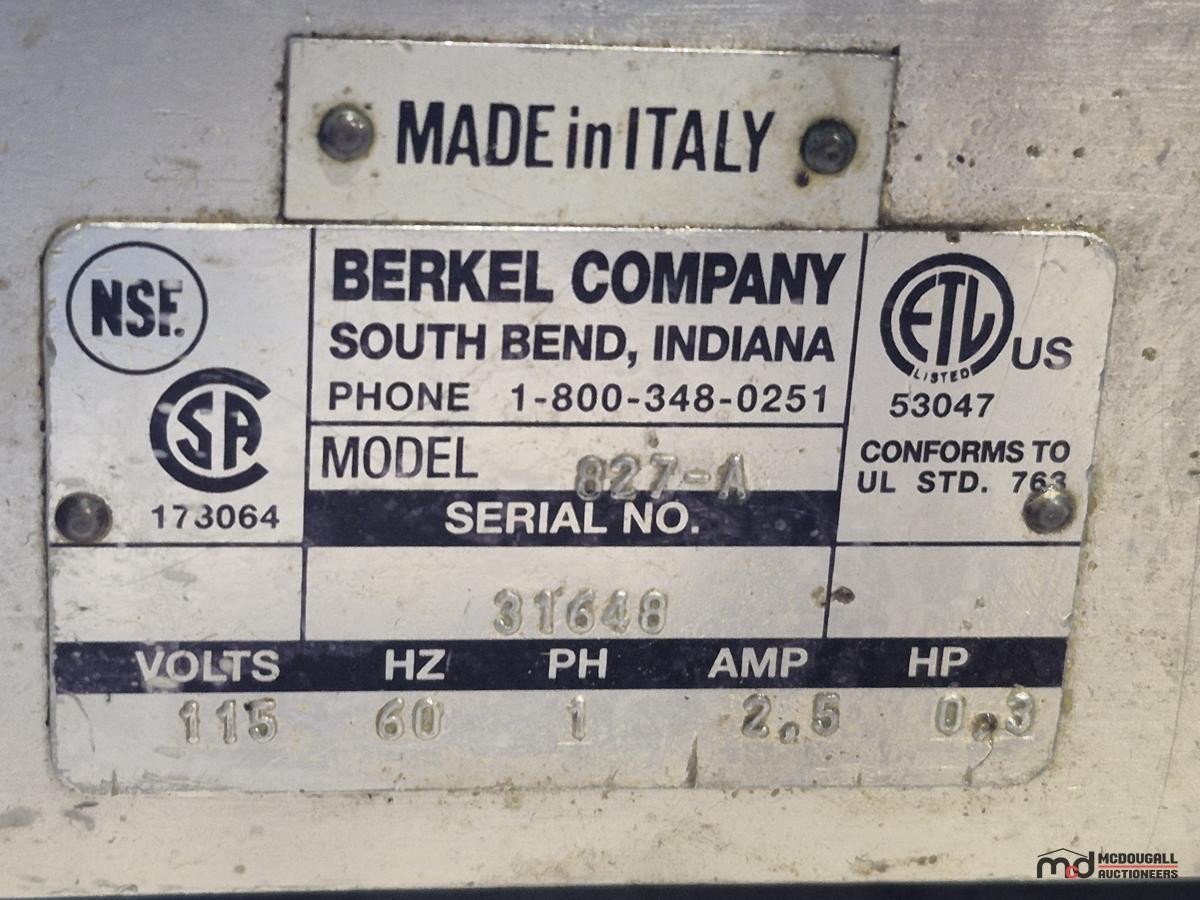 MADE in ITALY
NSF.
CSA
173064
BERKEL COMPANY
SOUTH BEND, INDIANA
PHONE 1-800-348-0251
MODEL 827-A
SERIAL NO.
31648
ETL
LISTED
US
53047
CONFORMS TO
UL STD. 763
VOLTS HZ PH AMP HP
115 60 1 2.5 0.3
mcd MCDOUGALL
AUCTIONEERS